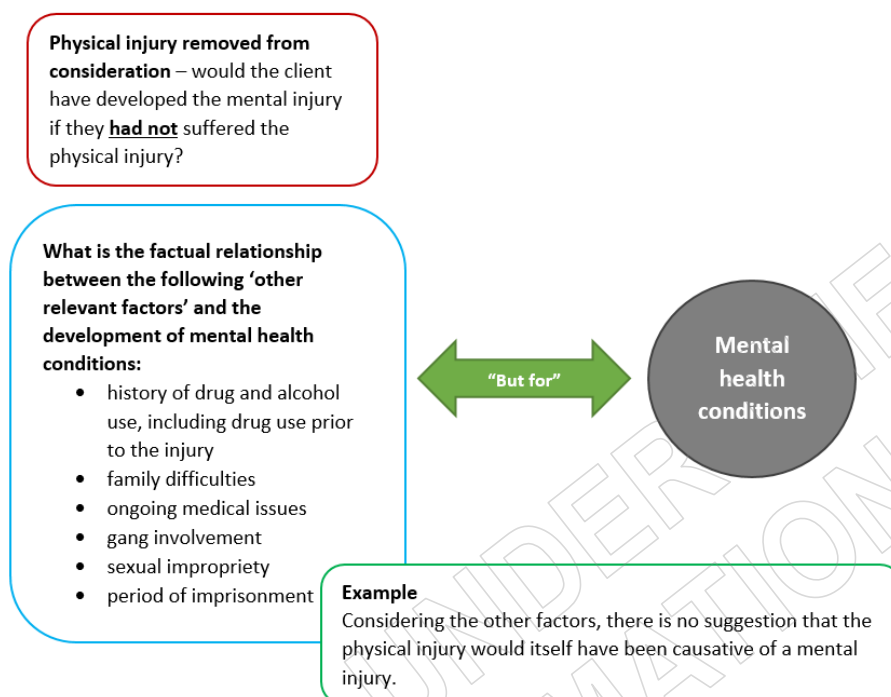 Physical injury removed from
consideration – would the client
have developed the mental injury
if they had not suffered the
physical injury?
What is the factual relationship
between the following ‘other
relevant factors’ and the
development of mental health
conditions:
• history of drug and alcohol
use, including drug use prior
to the injury
• family difficulties
• ongoing medical issues
• gang involvement
• sexual impropriety
• period of imprisonment
“But for”
Mental
health
conditions
Example
Considering the other factors, there is no suggestion that the
physical injury would itself have been causative of a mental
injury.